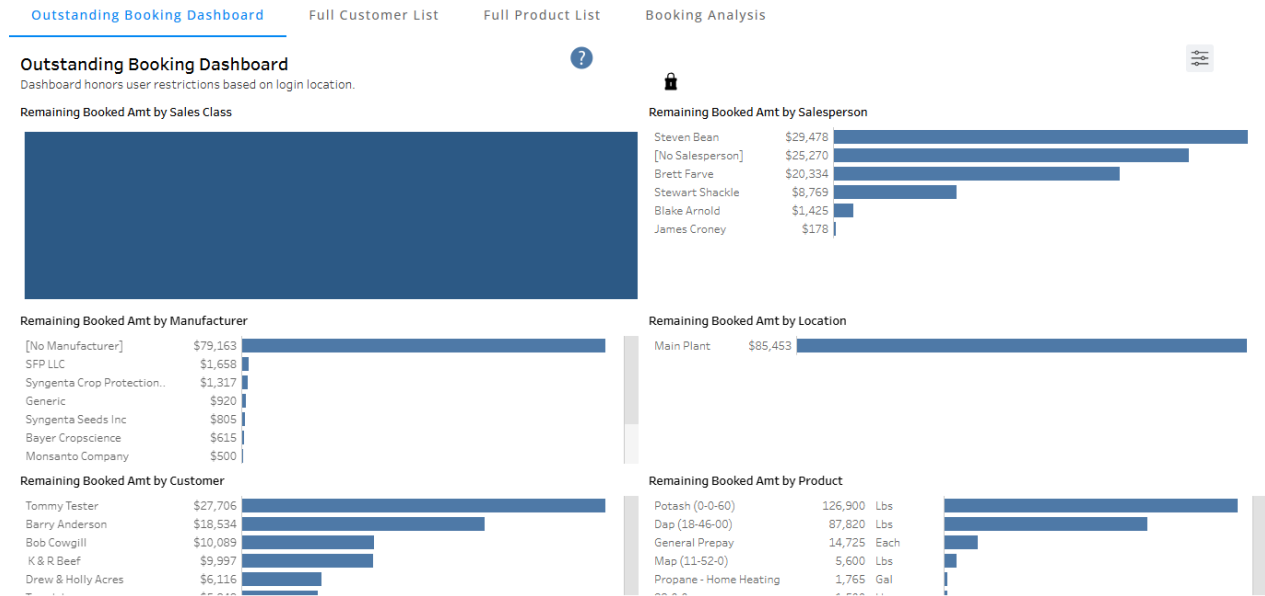 Outstanding Booking Dashboard Full Customer List Full Product List Booking Analysis
Outstanding Booking Dashboard
?
Dashboard honors user restrictions based on login location.
Remaining Booked Amt by Sales Class
Remaining Booked Amt by Salesperson
Steven Bean $29,478
[No Salesperson] $25,270
Brett Farve $20,334
Stewart Shackle $8,769
Blake Arnold $1,425
James Croney $178
Remaining Booked Amt by Manufacturer
[No Manufacturer] $79,163
SFP LLC $1,658
Syngenta Crop Protection.. $1,317
Generic $920
Syngenta Seeds Inc $805
Bayer Cropscience $615
Monsanto Company $500
Remaining Booked Amt by Location
Main Plant $85,453
Remaining Booked Amt by Customer
Tommy Tester $27,706
Barry Anderson $18,534
Bob Cowgill $10,089
K & R Beef $9,997
Drew & Holly Acres $6,116
Remaining Booked Amt by Product
Potash (0-0-60) 126,900 Lbs
Dap (18-46-00) 87,820 Lbs
General Prepay 14,725 Each
Map (11-52-0) 5,600 Lbs
Propane - Home Heating 1,765 Gal